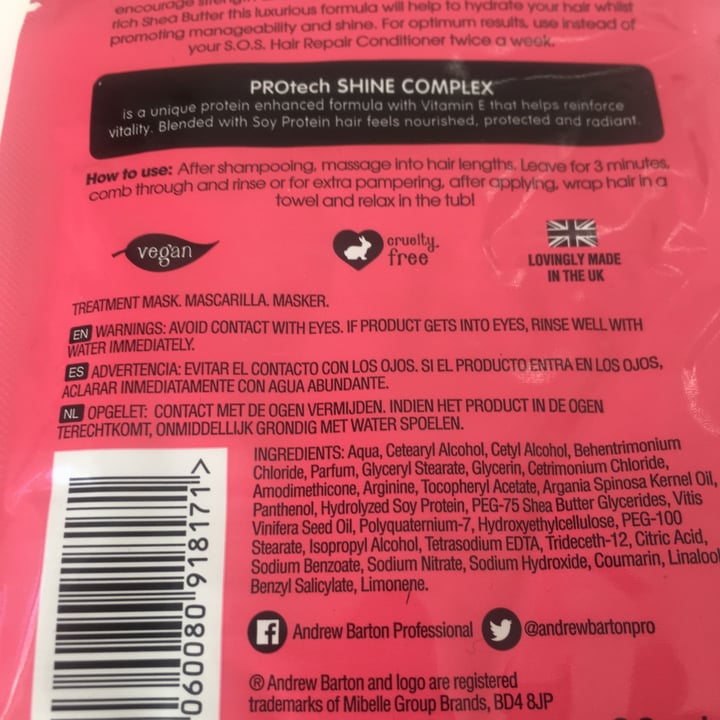 encourage
rich Shea Butter this luxurious formula will help to hydrate your hair whilst
promoting manageability and shine. For optimum results, use instead of
your S.O.S. Hair Repair Conditioner twice a week.
PROtech SHINE COMPLEX
is a unique protein enhanced formula with Vitamin E that helps reinforce
vitality. Blended with Soy Protein hair feels nourished, protected and radiant.
How to use: After shampooing, massage into hair lengths. Leave for 3 minutes,
comb through and rinse or for extra pampering, after applying, wrap hair in a
towel and relax in the tub!
vegan
cruelty-
free
LOVINGLY MADE
IN THE UK
TREATMENT MASK. MASCARILLA. MASKER.
EN WARNINGS: AVOID CONTACT WITH EYES. IF PRODUCT GETS INTO EYES, RINSE WELL WITH
WATER IMMEDIATELY.
ES ADVERTENCIA: EVITAR EL CONTACTO CON LOS OJOS. SI EL PRODUCTO ENTRA EN LOS OJOS,
ACLARAR INMEDIATAMENTE CON AGUA ABUNDANTE.
NL OPGELET: CONTACT MET DE OGEN VERMIJDEN. INDIEN HET PRODUCT IN DE OGEN
TERECHTKOMT, ONMIDDELLIJK GRONDIG MET WATER SPOELEN.
INGREDIENTS: Aqua, Cetearyl Alcohol, Cetyl Alcohol, Behentrimonium
Chloride, Parfum, Glyceryl Stearate, Glycerin, Cetrimonium Chloride,
Amodimethicone, Arginine, Tocopheryl Acetate, Argania Spinosa Kernel Oil,
Panthenol, Hydrolyzed Soy Protein, PEG-75 Shea Butter Glycerides, Vitis
Vinifera Seed Oil, Polyquaternium-7, Hydroxyethylcellulose, PEG-100
Stearate, Isopropyl Alcohol, Tetrasodium EDTA, Trideceth-12, Citric Acid,
Sodium Benzoate, Sodium Nitrate, Sodium Hydroxide, Coumarin, Linalool
Benzyl Salicylate, Limonene.
060080 918171 >
Andrew Barton Professional
@andrewbartonpro
® Andrew Barton and logo are registered
trademarks of Mibelle Group Brands, BD4 8JP